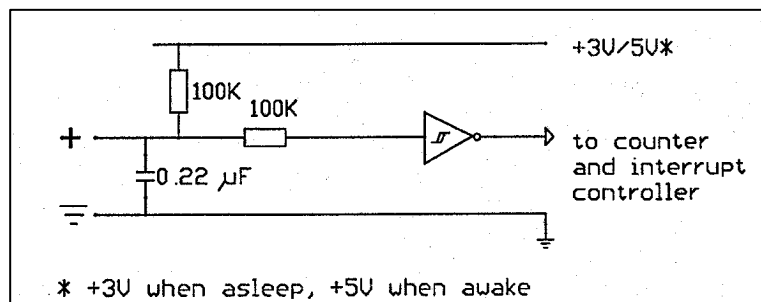 +3V/5V*
100K
100K
+
to counter
and interrupt
controller
0.22 µF
* +3V when asleep, +5V when awake